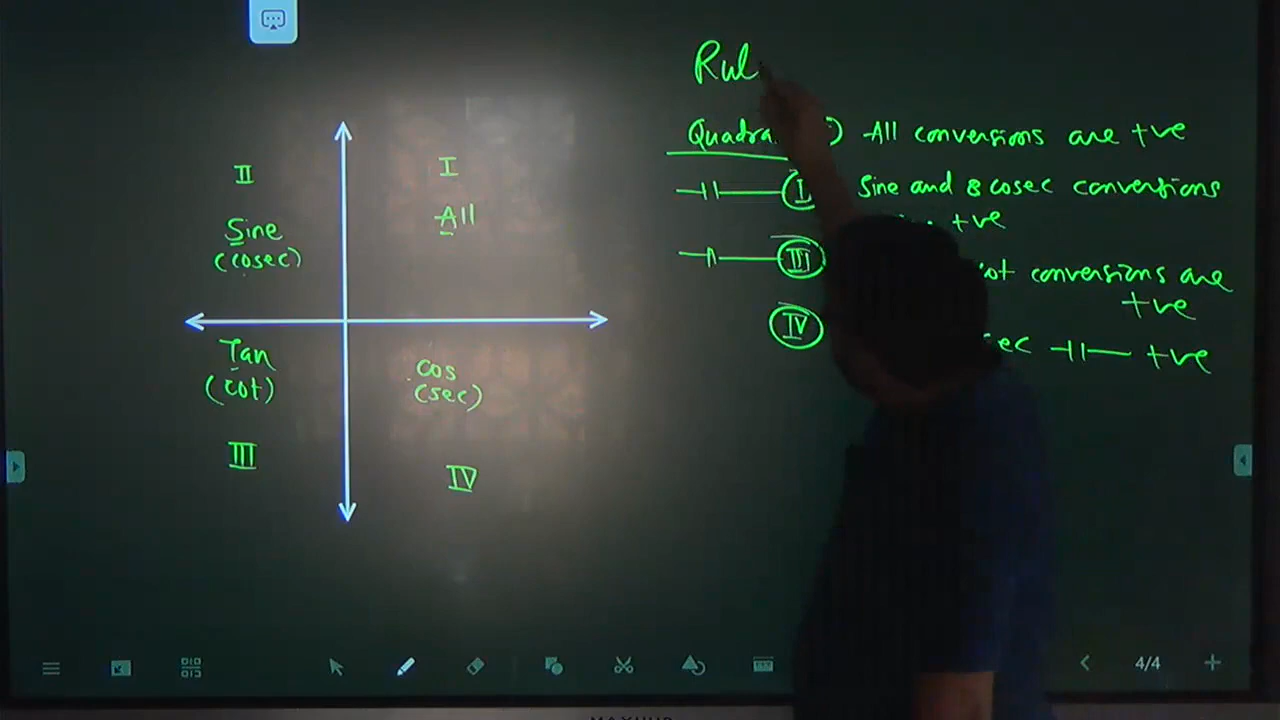 Rul
II
I
Sine
(cosec)
All
Tan
(cot)
cos
(sec)
III
IV
All conversions are +ve
I
Sine and & cosec conversions
+ve
III
conversions are
+ve
IV
+ve
4/4